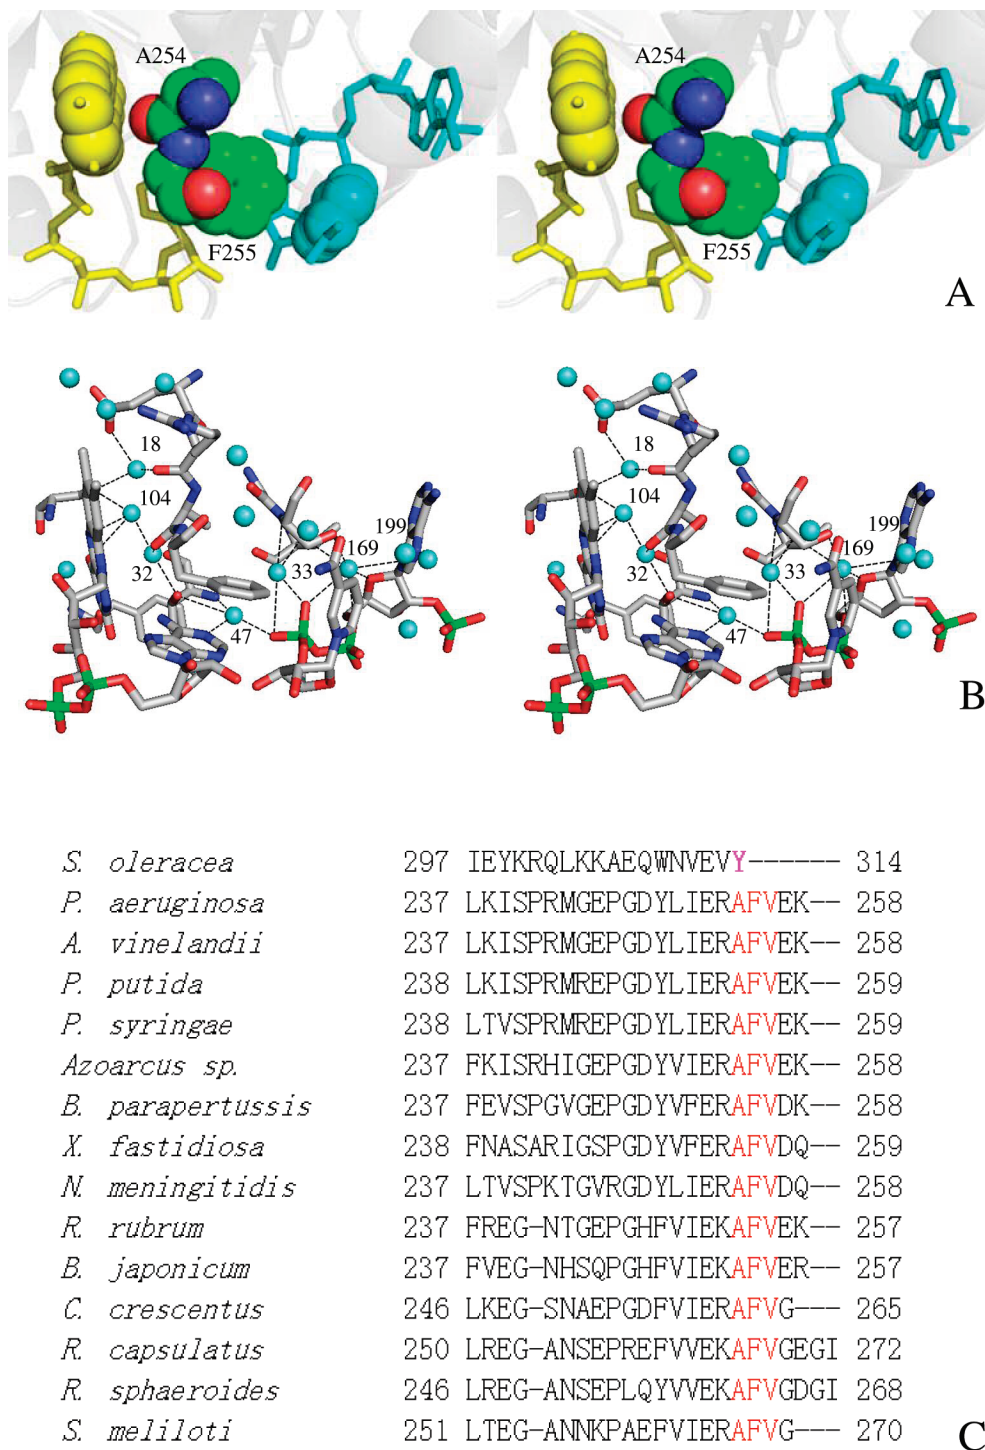 A254 A254
F255 F255
A
18 18
104 104
199 199
32 33 169 32 33 169
47 47
B
S. oleracea 297 IEYKRQLKKAEQWNVEVY------ 314
P. aeruginosa 237 LKISPRMGEPGDYLIERAFVEK-- 258
A. vinelandii 237 LKISPRMGEPGDYLIERAFVEK-- 258
P. putida 238 LKISPRMREPGDYLIERAFVEK-- 259
P. syringae 238 LTVSPRMREPGDYLIERAFVEK-- 259
Azoarcus sp. 237 FKISRHIGEPGDYVIERAFVEK-- 258
B. parapertussis 237 FEVSPGVGEPGDYVFERAFVDK-- 258
X. fastidiosa 238 FNASARIGSPGDYVFERAFVDQ-- 259
N. meningitidis 237 LTVSPKTGVRGDYLIERAFVDQ-- 258
R. rubrum 237 FREG-NTGEPGHFVIEKAFVEK-- 257
B. japonicum 237 FVEG-NHSQPGHFVIEKAFVER-- 257
C. crescentus 246 LKEG-SNAEPGDFVIERAFVG--- 265
R. capsulatus 250 LREG-ANSEPREFVVEKAFVGEGI 272
R. sphaeroides 246 LREG-ANSEPLQYVVEKAFVGDGI 268
S. meliloti 251 LTEG-ANNKPAEFVIERAFVG--- 270
C